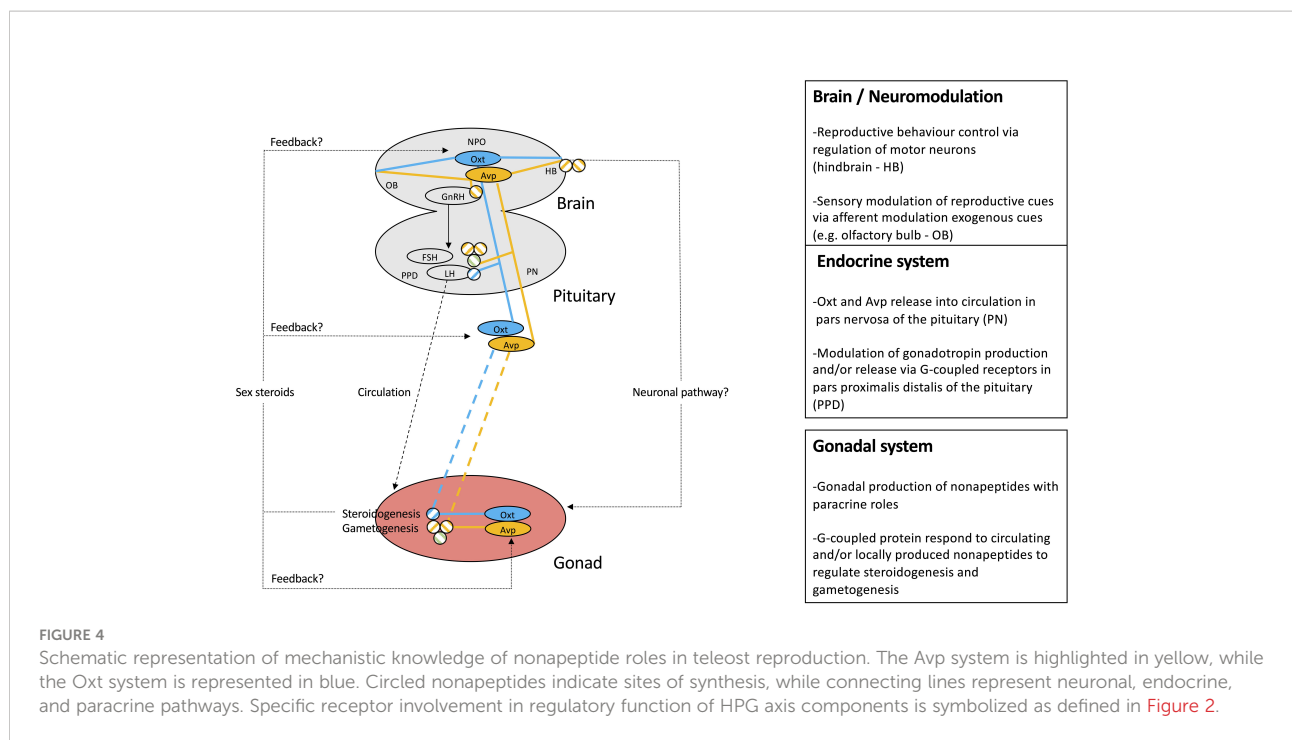 Feedback?
NPO
Oxt
Avp
OB
HB
GnRH
Brain
FSH
LH
PPD
PN
Pituitary
Feedback?
Oxt
Avp
Sex steroids
Circulation
Neuronal pathway?
Steroidogenesis
Gametogenesis
Oxt
Avp
Gonad
Feedback?
Brain / Neuromodulation
-Reproductive behaviour control via
regulation of motor neurons
(hindbrain - HB)
-Sensory modulation of reproductive cues
via afferent modulation exogenous cues
(e.g. olfactory bulb - OB)
Endocrine system
-Oxt and Avp release into circulation in
pars nervosa of the pituitary (PN)
-Modulation of gonadotropin production
and/or release via G-coupled receptors in
pars proximalis distalis of the pituitary
(PPD)
Gonadal system
-Gonadal production of nonapeptides with
paracrine roles
-G-coupled protein respond to circulating
and/or locally produced nonapeptides to
regulate steroidogenesis and
gametogenesis
FIGURE 4
Schematic representation of mechanistic knowledge of nonapeptide roles in teleost reproduction. The Avp system is highlighted in yellow, while
the Oxt system is represented in blue. Circled nonapeptides indicate sites of synthesis, while connecting lines represent neuronal, endocrine,
and paracrine pathways. Specific receptor involvement in regulatory function of HPG axis components is symbolized as defined in Figure 2.